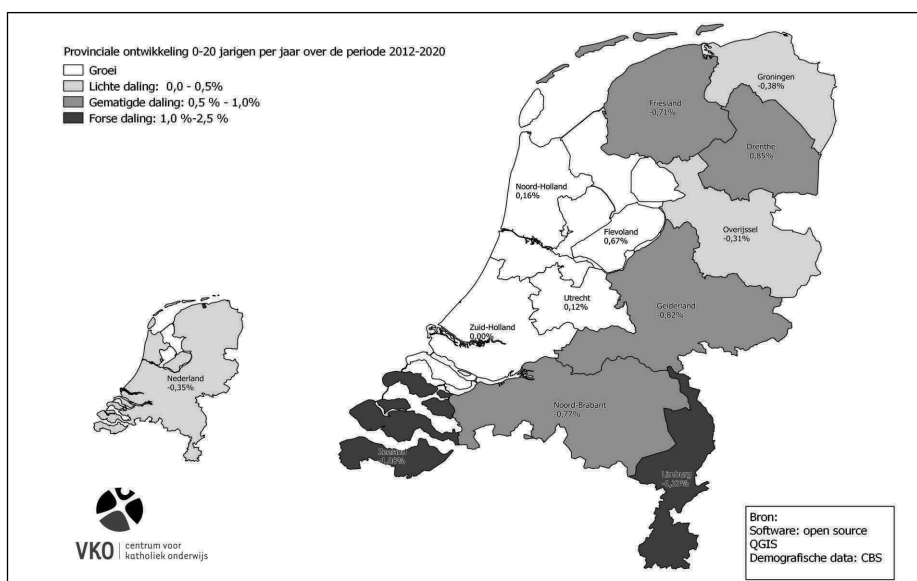 Provinciale ontwikkeling 0-20 jarigen per jaar over de periode 2012-2020
Groei
Lichte daling: 0,0 - 0,5%
Gematigde daling: 0,5 % - 1,0%
Forse daling: 1,0 %-2,5 %
Groningen
-0,38%
Friesland
-0,71%
Drenthe
-0,85%
Noord-Holland
0,16%
Flevoland
0,67%
Overijssel
-0,31%
Utrecht
0,12%
Gelderland
-0,82%
Zuid-Holland
0,00%
Nederland
-0,35%
Noord-Brabant
-0,77%
Zeeland
Limburg
VKO
centrum voor
katholiek onderwijs
Bron:
Software: open source
QGIS
Demografische data: CBS